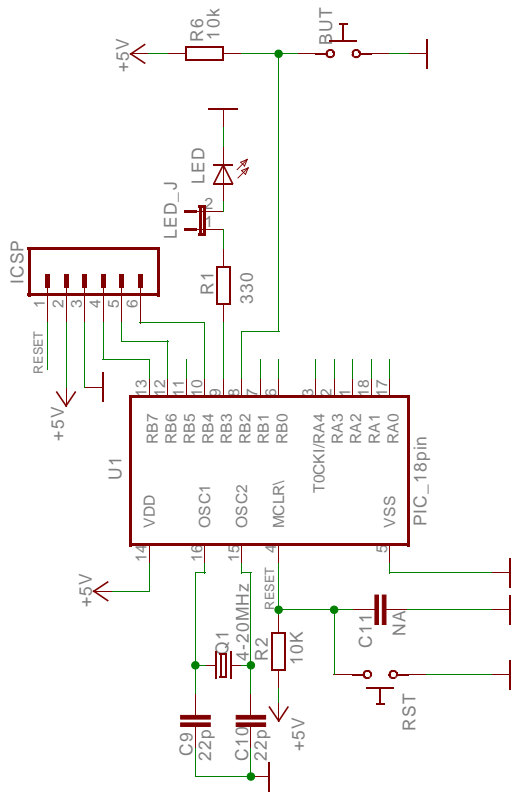 +5V
R6
10k
BUT
LED
LED_J
1
2
R1
330
ICSP
1
2
3
4
5
6
RESET
+5V
13
12
11
10
9
8
7
6
3
2
1
18
17
RB7
RB6
RB5
RB4
RB3
RB2
RB1
RB0
T0CKI/RA4
RA3
RA2
RA1
RA0
U1
PIC_18pin
VDD
OSC1
OSC2
MCLR\
VSS
14
16
15
4
5
+5V
RESET
Q1
4-20MHz
R2
10K
+5V
C9
22p
C10
22p
C11
NA
RST